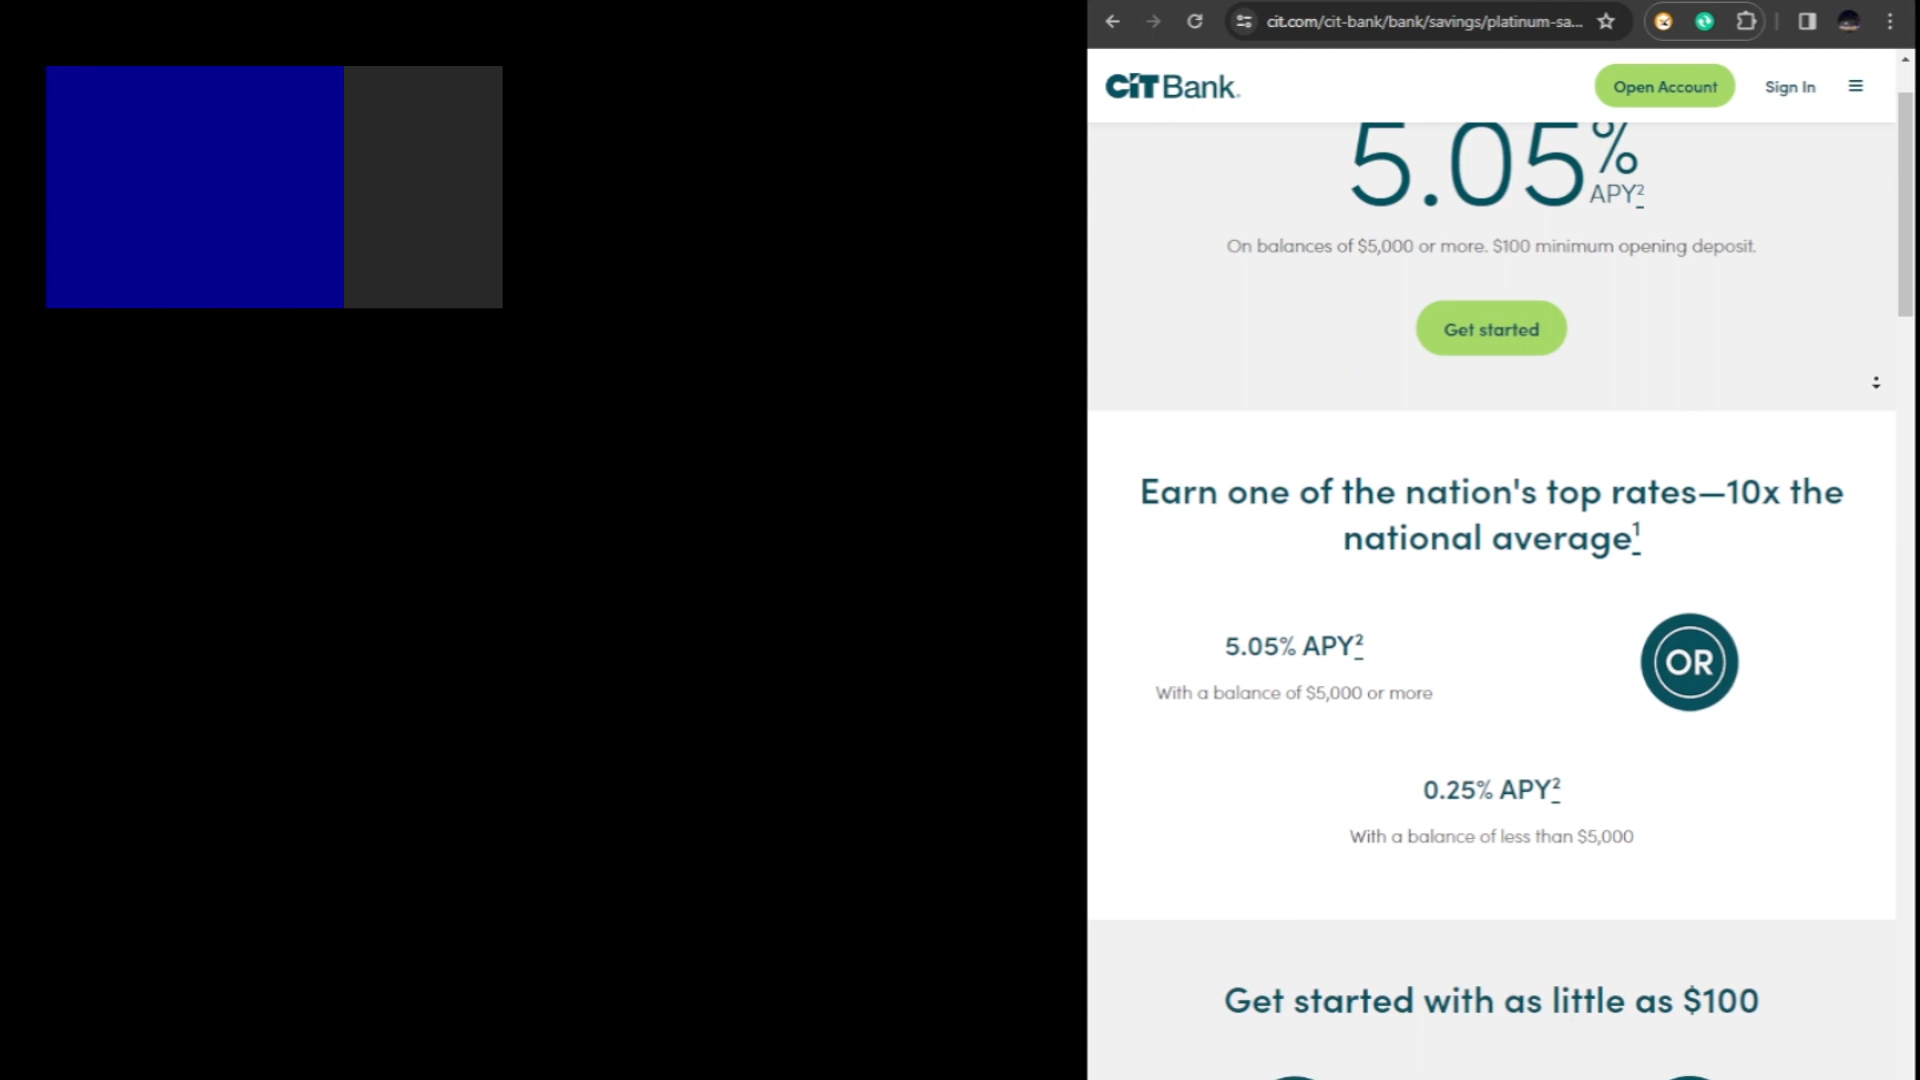 cit.com/cit-bank/bank/savings/platinum-sa...
CiT Bank
Open Account
Sign In
5.05%
APY2
On balances of $5,000 or more. $100 minimum opening deposit.
Get started
Earn one of the nation's top rates—10x the
national average1
5.05% APY2
With a balance of $5,000 or more
OR
0.25% APY2
With a balance of less than $5,000
Get started with as little as $100